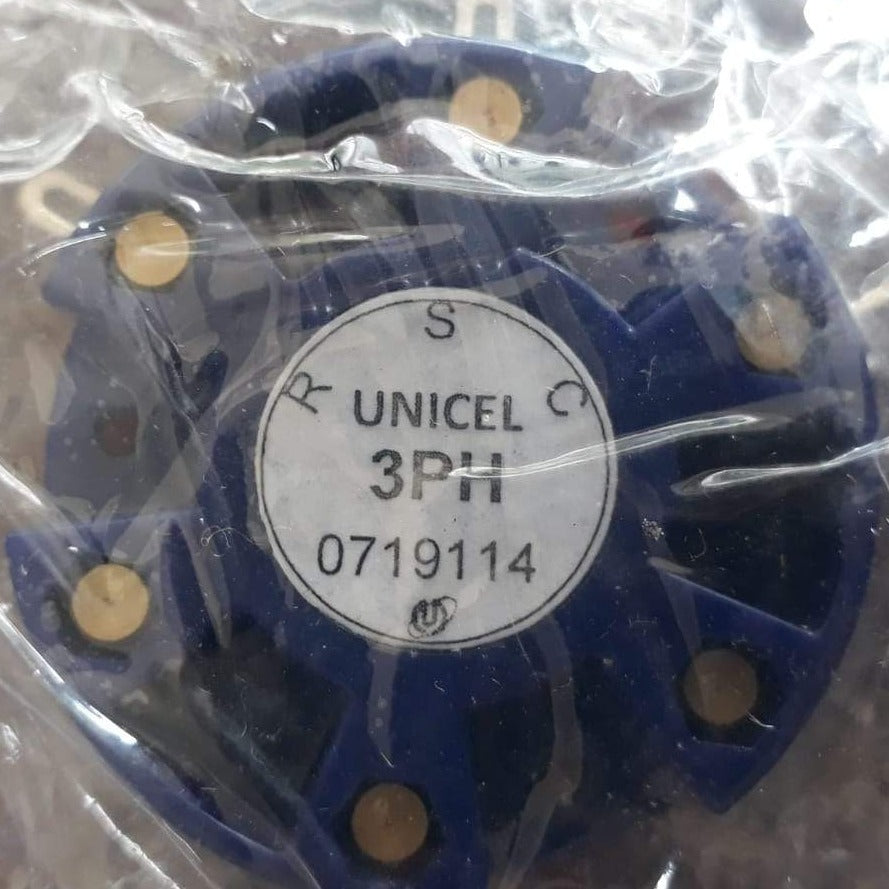 R S C
UNICEL
3PH
0719114
U